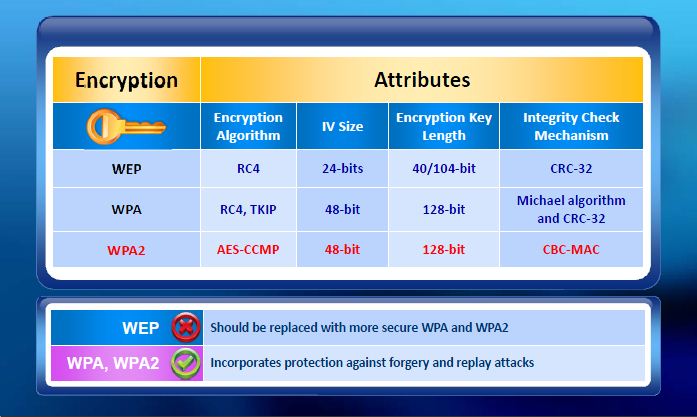 Encryption Attributes
Encryption Algorithm IV Size Encryption Key Length Integrity Check Mechanism
WEP RC4 24-bits 40/104-bit CRC-32
WPA RC4, TKIP 48-bit 128-bit Michael algorithm and CRC-32
WPA2 AES-CCMP 48-bit 128-bit CBC-MAC
WEP Should be replaced with more secure WPA and WPA2
WPA, WPA2 Incorporates protection against forgery and replay attacks